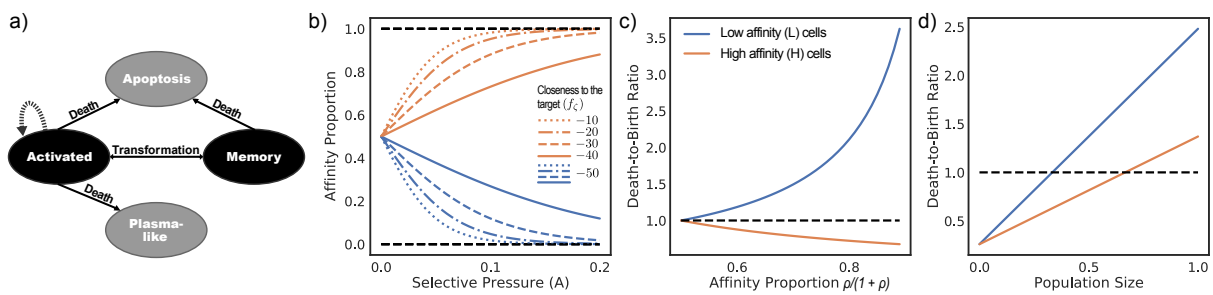 a)
Apoptosis
Death
Death
Activated
Transformation
Memory
Death
Plasma-
like
b)
Affinity Proportion
1.0
0.8
0.6
0.4
0.2
0.0
Closeness to the
target (fζ)
−10
−20
−30
−40
−50
0.0
0.1
0.2
Selective Pressure (A)
c)
Death-to-Birth Ratio
3.5
3.0
2.5
2.0
1.5
1.0
Low affinity (L) cells
High affinity (H) cells
0.6
0.8
Affinity Proportion ρ/(1 + ρ)
d)
Death-to-Birth Ratio
2.5
2.0
1.5
1.0
0.5
0.0
1.0
Population Size